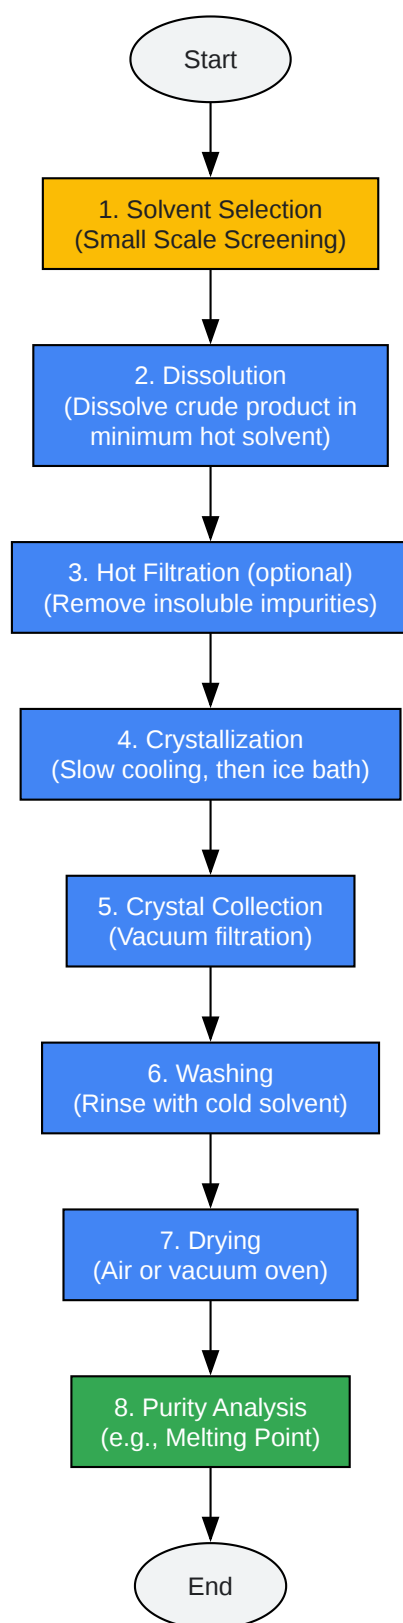 Start
1. Solvent Selection
(Small Scale Screening)
2. Dissolution
(Dissolve crude product in
minimum hot solvent)
3. Hot Filtration (optional)
(Remove insoluble impurities)
4. Crystallization
(Slow cooling, then ice bath)
5. Crystal Collection
(Vacuum filtration)
6. Washing
(Rinse with cold solvent)
7. Drying
(Air or vacuum oven)
8. Purity Analysis
(e.g., Melting Point)
End